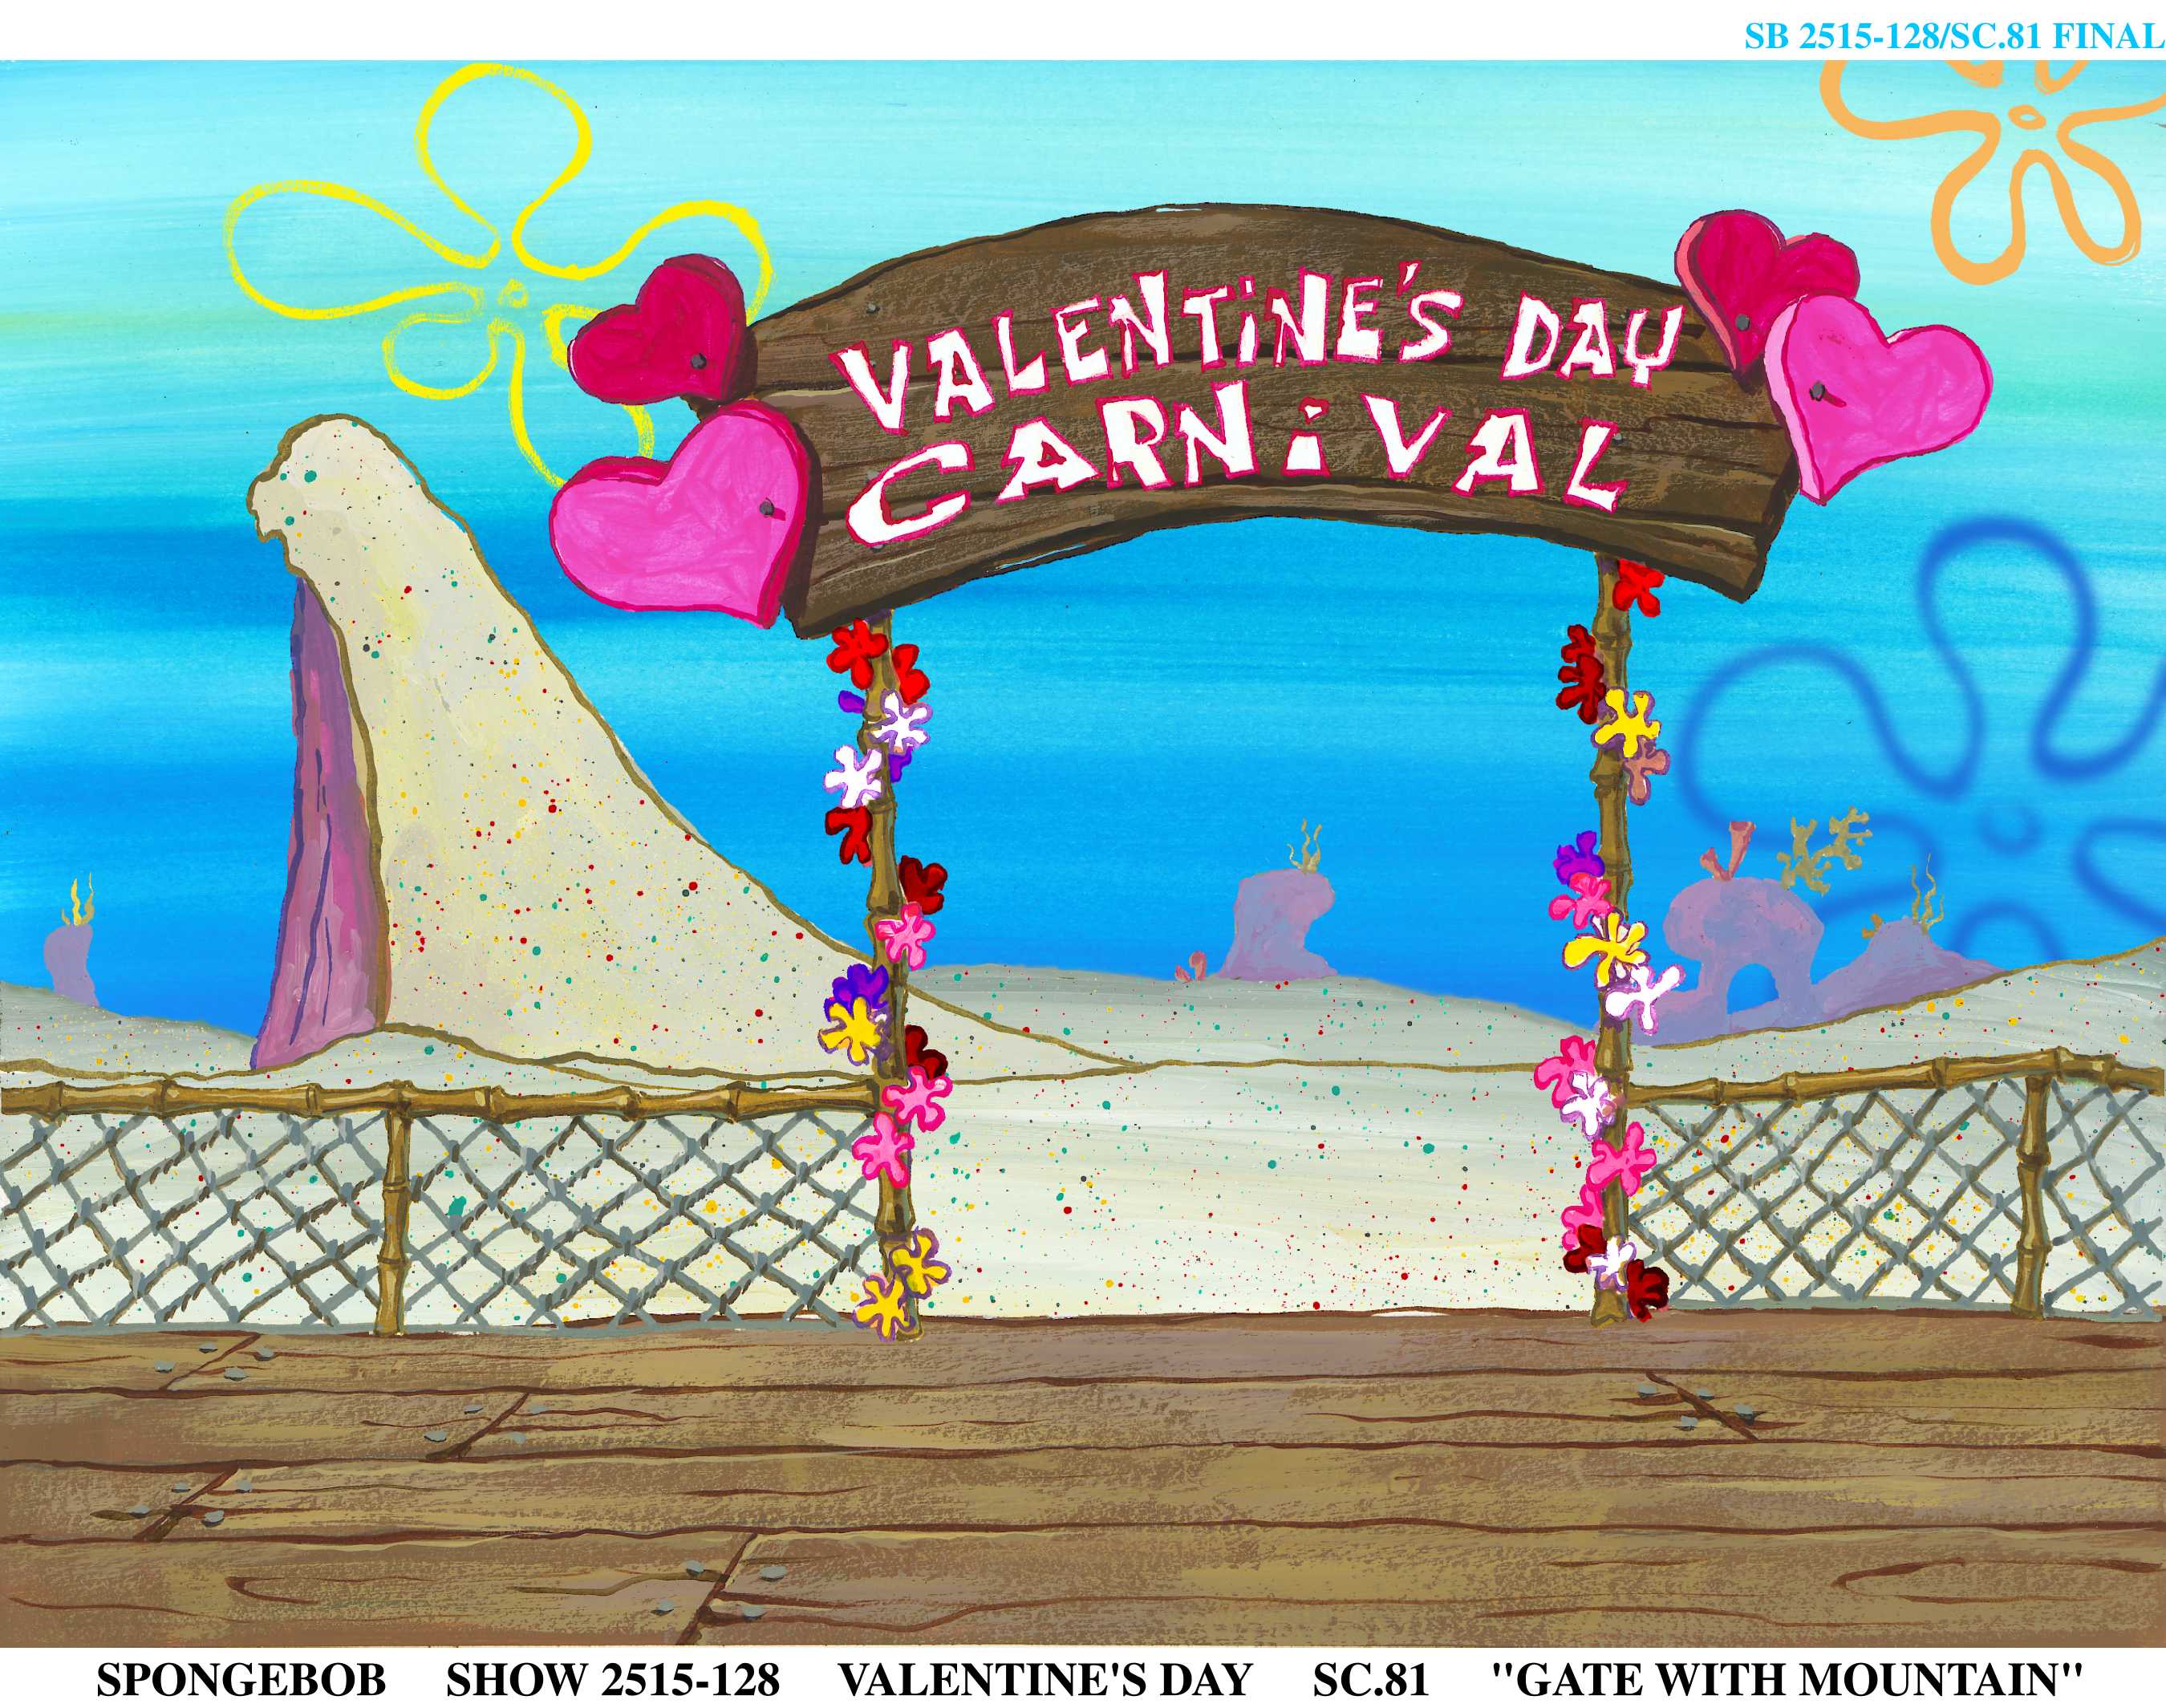 SB 2515-128/SC.81 FINAL
VALENTiNE'S DAY
CARNiVAL
SPONGEBOB SHOW 2515-128 VALENTINE'S DAY SC.81 "GATE WITH MOUNTAIN"